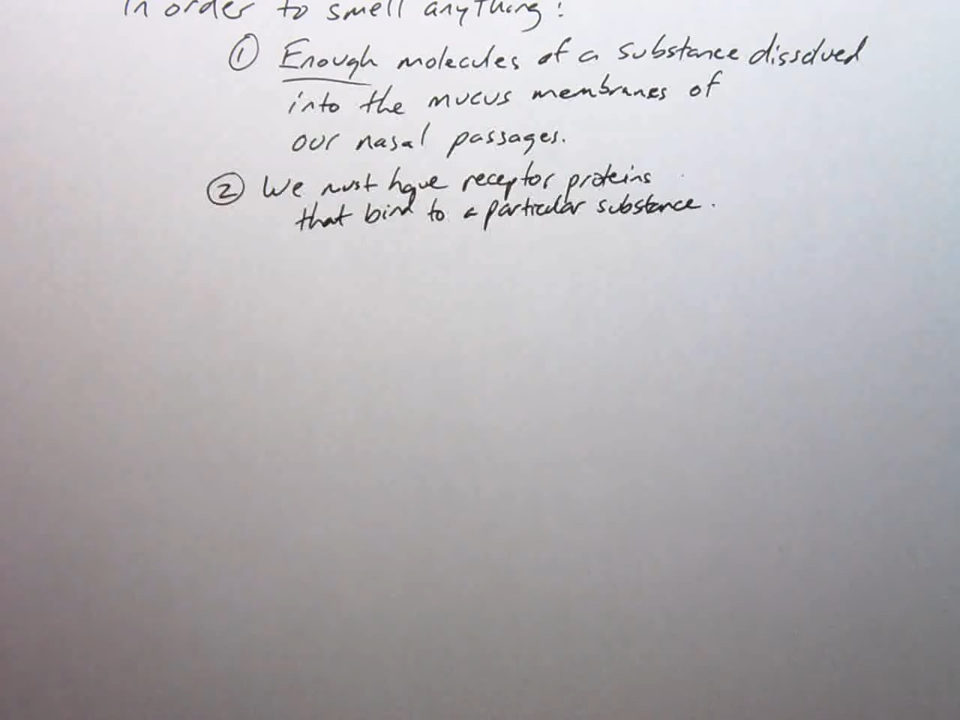 In order to smell anything:
① Enough molecules of a substance dissolved
into the mucus membranes of
our nasal passages.
② We must have receptor proteins
that bind to a particular substance.